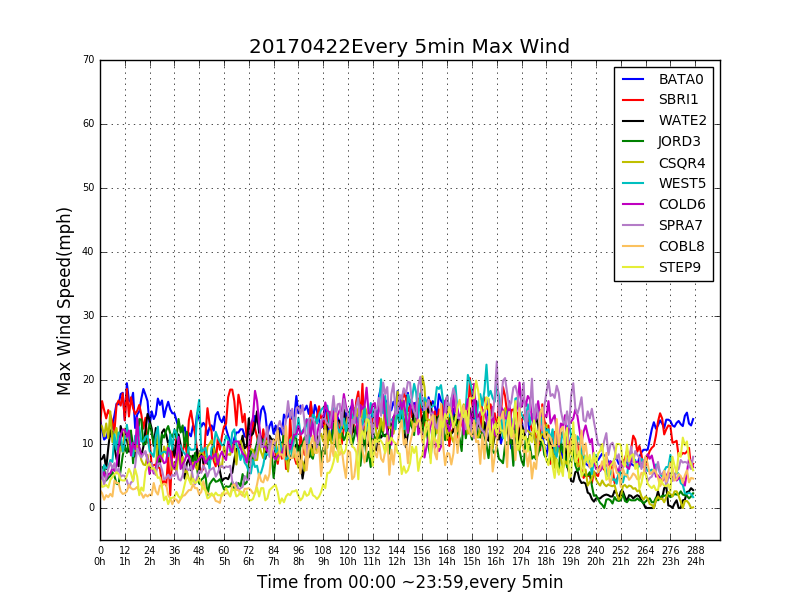 20170422Every 5min Max Wind
70
60
50
40
30
20
10
0
Max Wind Speed(mph)
BATA0
SBRI1
WATE2
JORD3
CSQR4
WEST5
COLD6
SPRA7
COBL8
STEP9
0 12 24 36 48 60 72 84 96 108 120 132 144 156 168 180 192 204 216 228 240 252 264 276 288
0h 1h 2h 3h 4h 5h 6h 7h 8h 9h 10h 11h 12h 13h 14h 15h 16h 17h 18h 19h 20h 21h 22h 23h 24h
Time from 00:00 ~23:59,every 5min